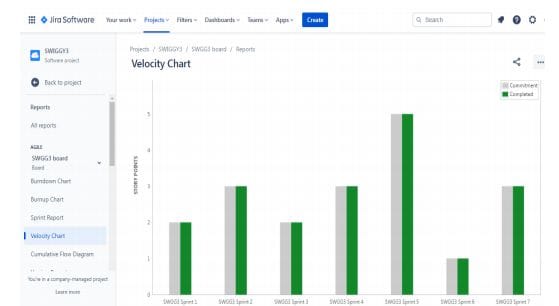 Jira Software Your work Projects Filters Dashboards Teams Apps Create Search
SWIGGY3
Software project
Back to project
Reports
All reports
AGILE
SWGG3 board
Board
Burndown Chart
Burnup Chart
Sprint Report
Velocity Chart
Cumulative Flow Diagram
You're in a company-managed project
Learn more
Projects / SWIGGY3 / SWGG3 board / Reports
Velocity Chart
Commitment
Completed
STORY POINTS
5
4
3
2
1
0
SWGG3 Sprint 1 SWGG3 Sprint 2 SWGG3 Sprint 3 SWGG3 Sprint 4 SWGG3 Sprint 5 SWGG3 Sprint 6 SWGG3 Sprint 7